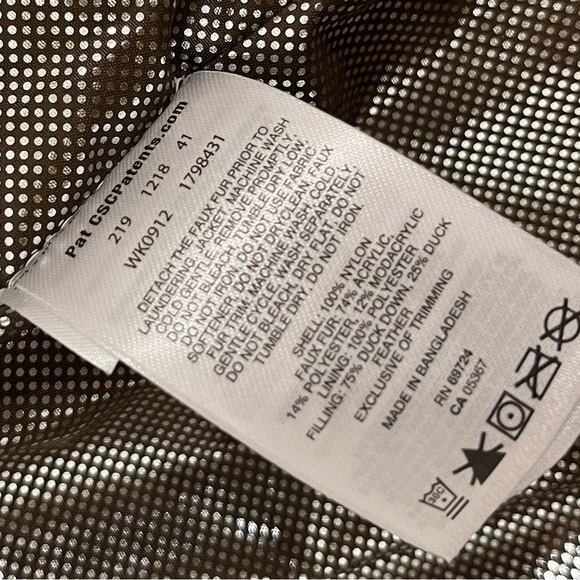 Pat CSCPatents.com
219 1218 41
WK0912 1798431
DETACH THE FAUX FUR PRIOR TO
LAUNDERING. JACKET: MACHINE WASH
COLD GENTLE. REMOVE PROMPTLY.
DO NOT BLEACH. TUMBLE DRY LOW.
DO NOT IRON. DO NOT USE FABRIC
SOFTENER. DO NOT DRYCLEAN. FAUX
FUR TRIM: MACHINE WASH COLD,
GENTLE CYCLE, WASH SEPARATELY.
DO NOT BLEACH, DRY FLAT DO NOT
TUMBLE DRY, DO NOT IRON.
SHELL: 100% NYLON
FAUX FUR: 74% ACRYLIC
14% POLYESTER 12% MODACRYLIC
LINING: 100% POLYESTER
FILLING: 75% DUCK DOWN, 25% DUCK
FEATHER
EXCLUSIVE OF TRIMMING
MADE IN BANGLADESH
RN 69724
CA 05367
30C